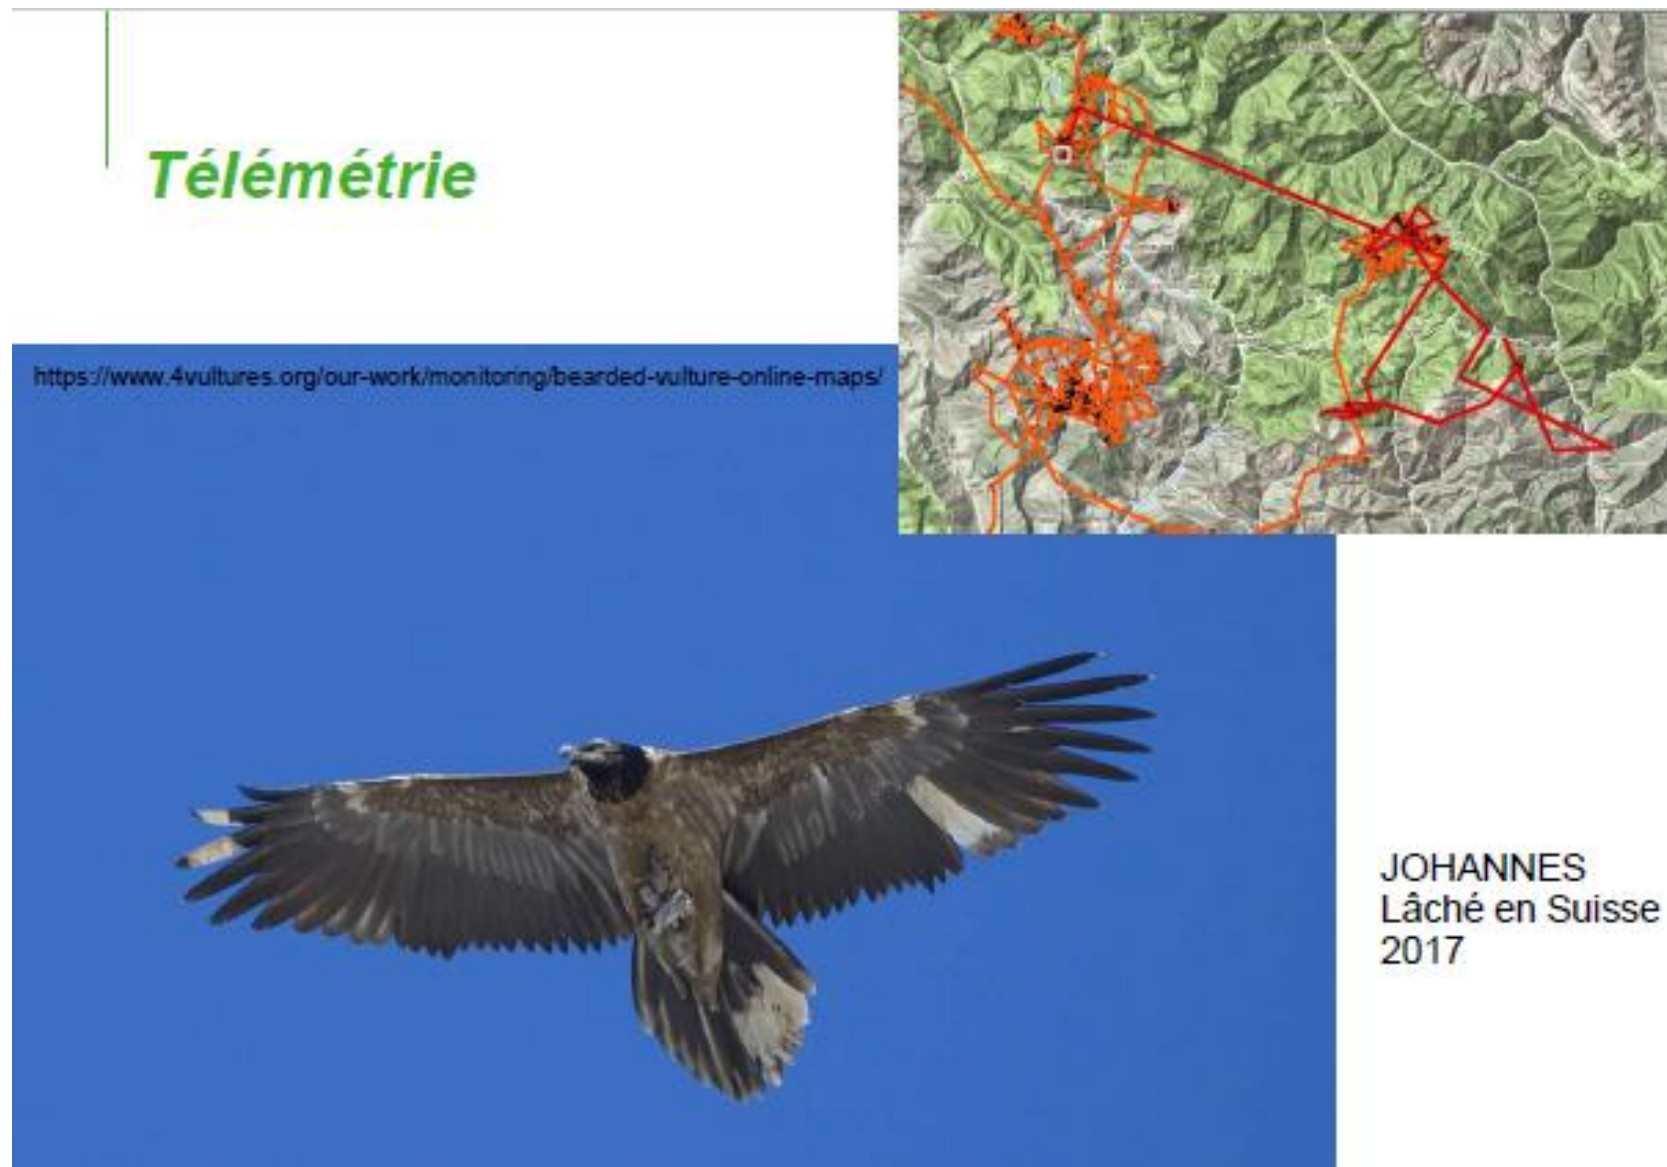 Télémétrie
https://www.4vultures.org/our-work/monitoring/bearded-vulture-online-maps/
JOHANNES
Lâché en Suisse
2017